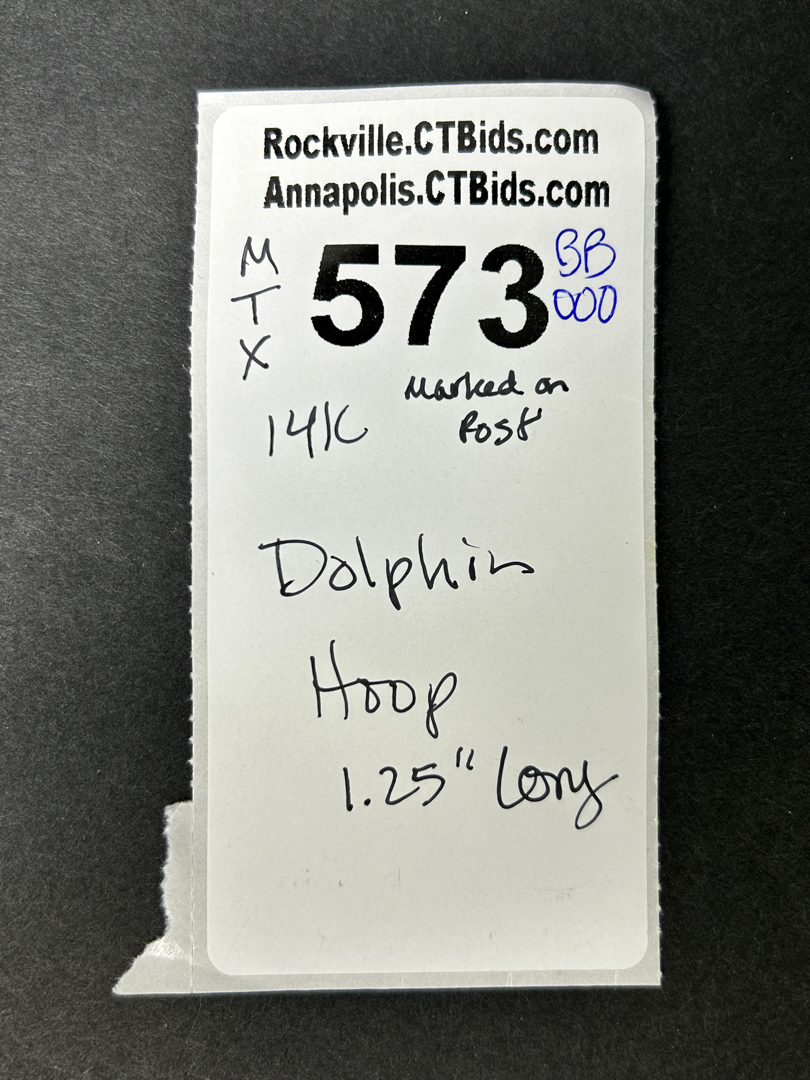 Rockville.CTBids.com
Annapolis.CTBids.com
M
T
X
573
BB
000
Marked on
Post
14K
Dolphin
Hoop
1.25" Long